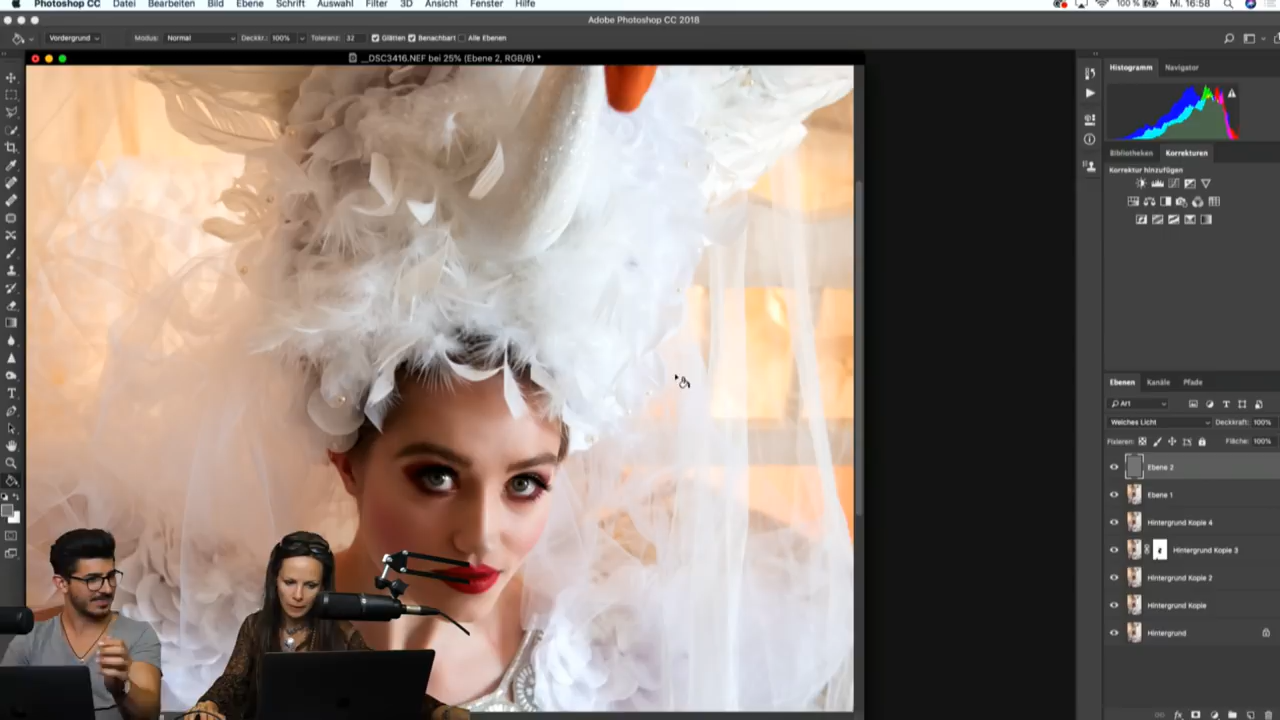 Photoshop CC Datei Bearbeiten Bild Ebene Schrift Auswahl Filter 3D Ansicht Fenster Hilfe 100 % Mi. 16:58
Adobe Photoshop CC 2018
Vordergrund Modus: Normal Deckkr.: 100% Toleranz: 32 Glätten Benachbart Alle Ebenen
__DSC3416.NEF bei 25% (Ebene 2, RGB/8) *
Histogramm Navigator
Bibliotheken Korrekturen
Korrektur hinzufügen
Ebenen Kanäle Pfade
Art
Weiches Licht Deckkraft: 100%
Fixieren: Fläche: 100%
Ebene 2
Ebene 1
Hintergrund Kopie 4
Hintergrund Kopie 3
Hintergrund Kopie 2
Hintergrund Kopie
Hintergrund
fx